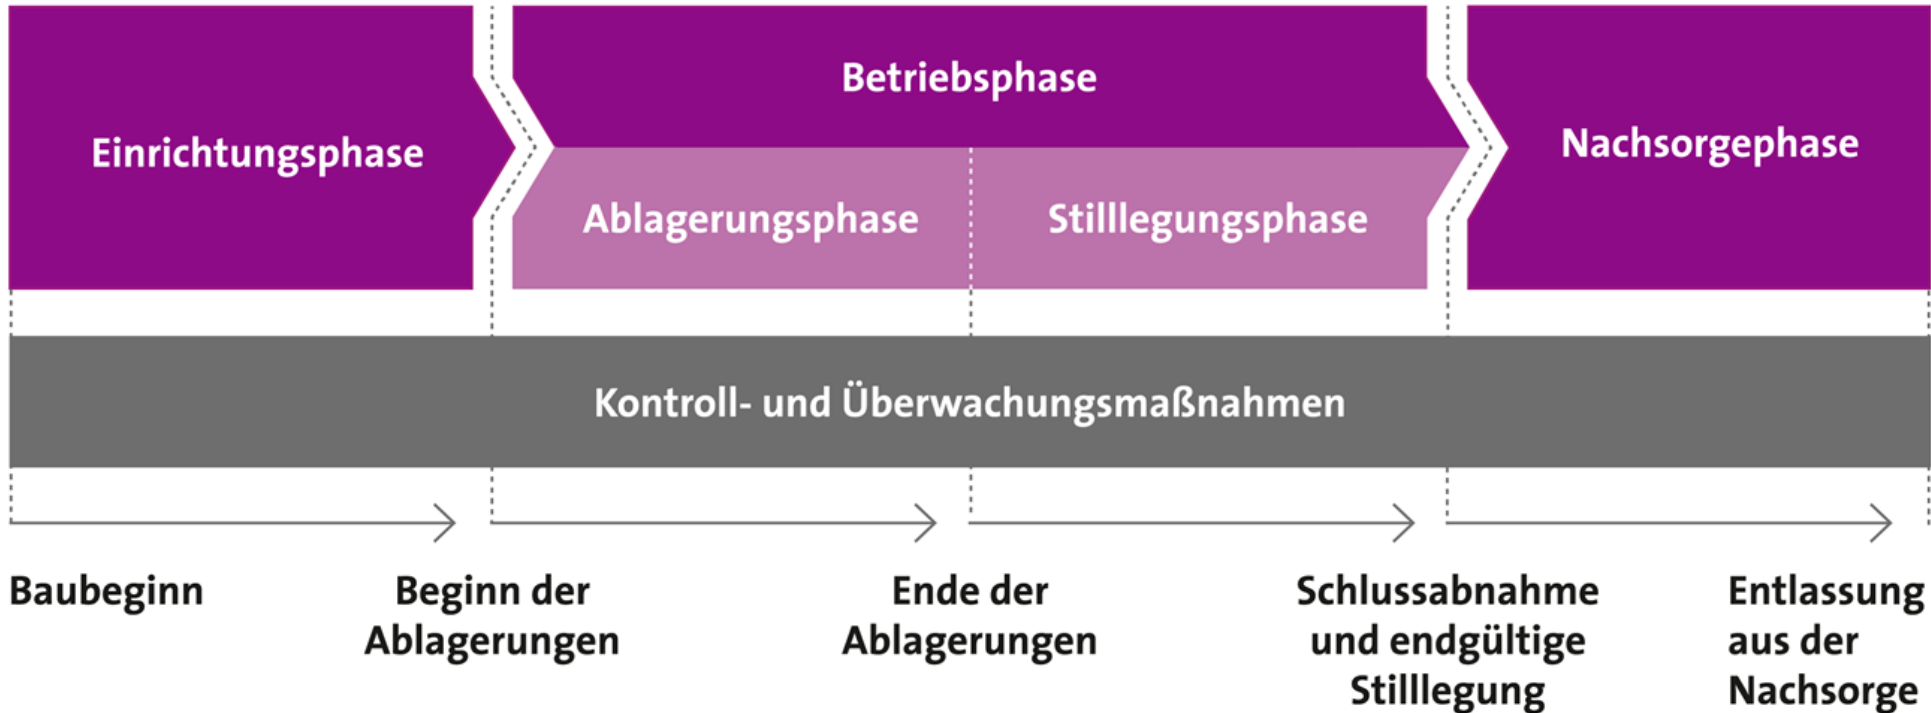 Betriebsphase
Einrichtungsphase
Nachsorgephase
Ablagerungsphase
Stilllegungsphase
Kontroll- und Überwachungsmaßnahmen
Baubeginn
Beginn der
Ablagerungen
Ende der
Ablagerungen
Schlussabnahme
und endgültige
Stilllegung
Entlassung
aus der
Nachsorge